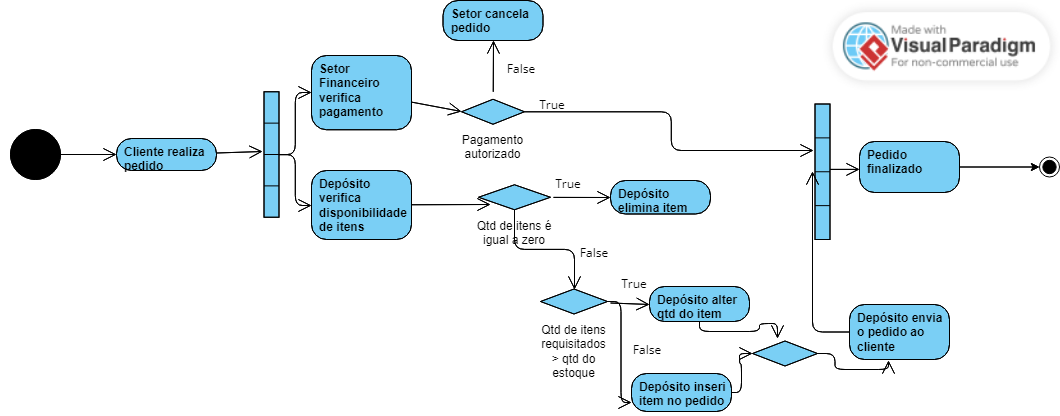 Setor cancela
pedido
Made with
Visual Paradigm
For non-commercial use
False
Setor
Financeiro
verifica
pagamento
True
Pagamento
autorizado
Cliente realiza
pedido
Pedido
finalizado
Depósito
verifica
disponibilidade
de itens
True
Depósito
elimina item
Qtd de itens é
igual a zero
False
True
Depósito alter
qtd do item
Qtd de itens
requisitados
> qtd do
estoque
False
Depósito envia
o pedido ao
cliente
Depósito inseri
item no pedido